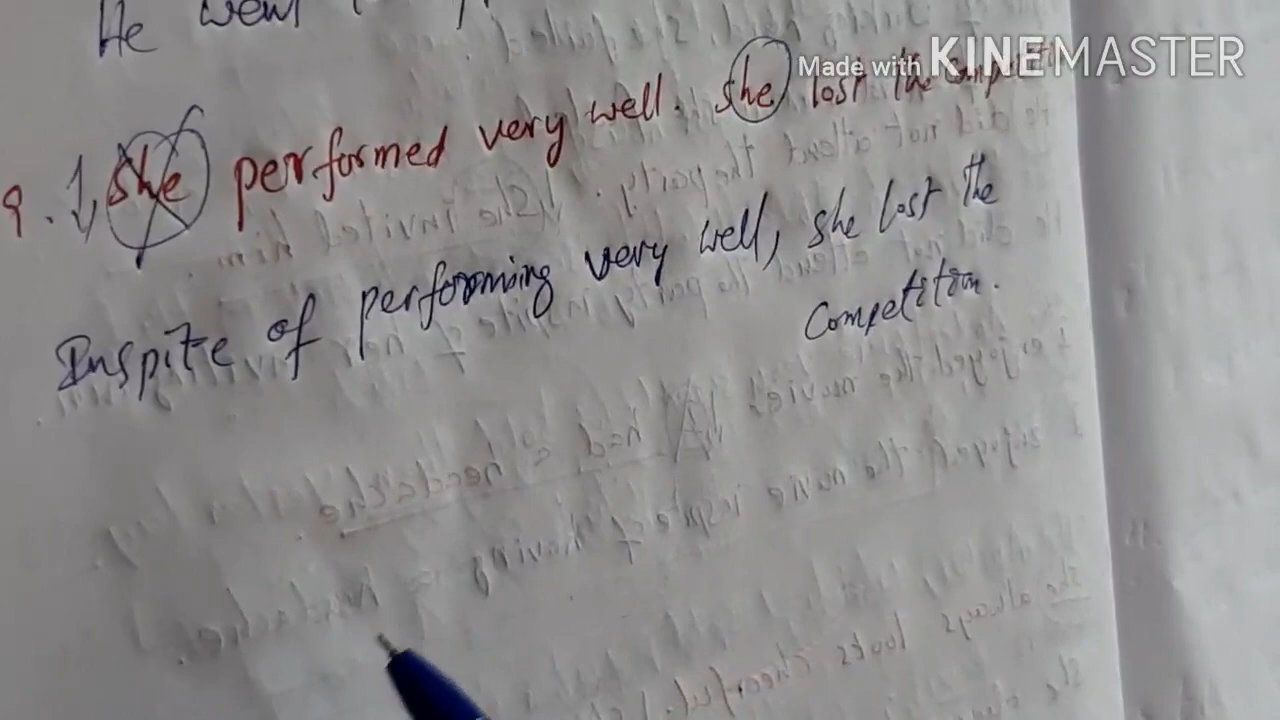 He went
Made with KINEMASTER
9. 1, She performed very well. She lost the
Inspite of performing very well, she lost the
Competition.